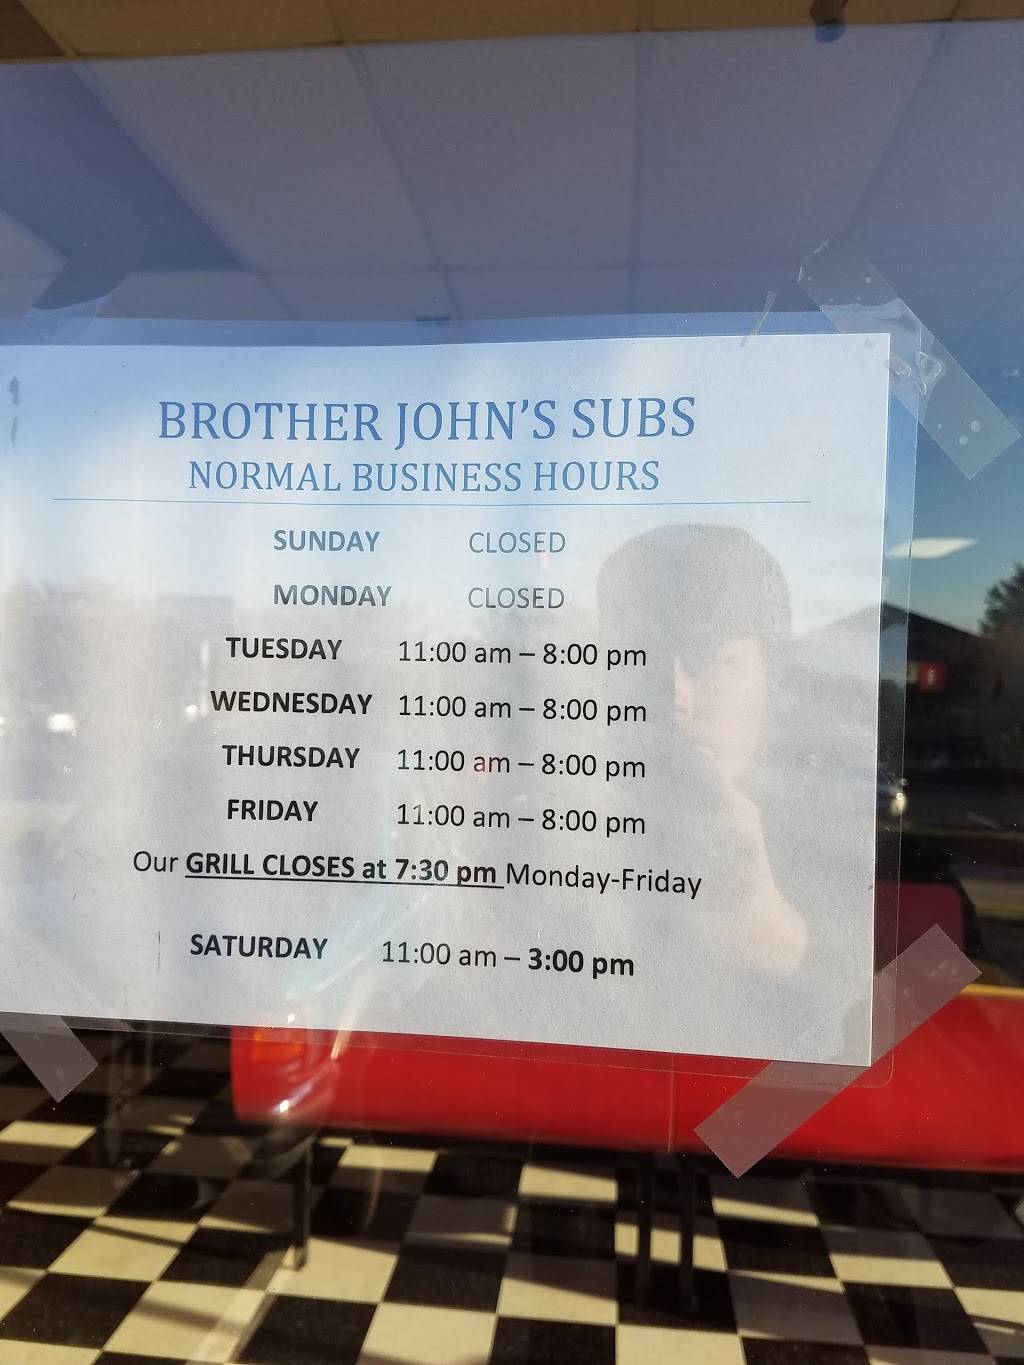 BROTHER JOHN'S SUBS
NORMAL BUSINESS HOURS
SUNDAY CLOSED
MONDAY CLOSED
TUESDAY 11:00 am – 8:00 pm
WEDNESDAY 11:00 am – 8:00 pm
THURSDAY 11:00 am – 8:00 pm
FRIDAY 11:00 am – 8:00 pm
Our GRILL CLOSES at 7:30 pm Monday-Friday
SATURDAY 11:00 am – 3:00 pm